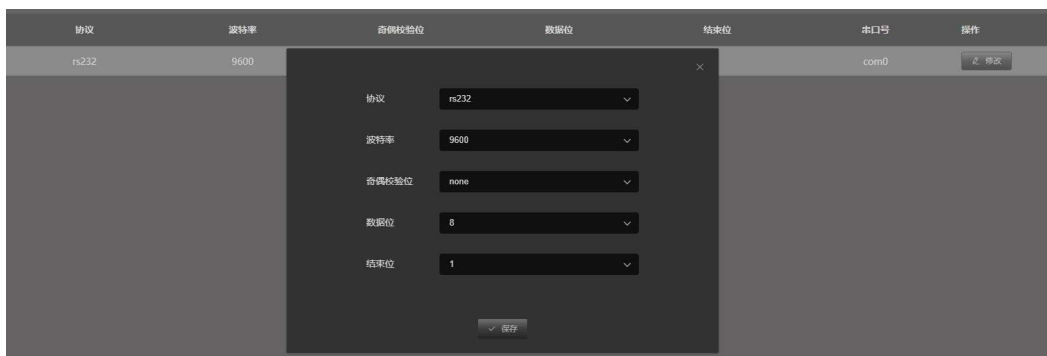 协议 波特率 奇偶校验位 数据位 结束位 串口号 操作
rs232 9600 com0 修改
协议 rs232
波特率 9600
奇偶校验位 none
数据位 8
结束位 1
保存